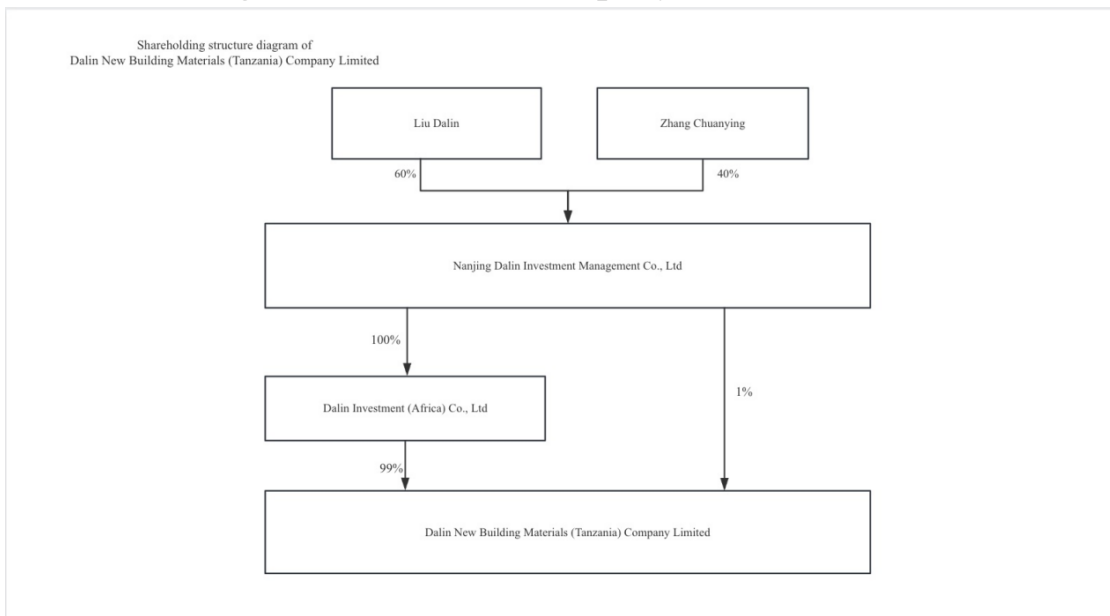 Shareholding structure diagram of
Dalin New Building Materials (Tanzania) Company Limited
Liu Dalin
Zhang Chuanying
60%
40%
Nanjing Dalin Investment Management Co., Ltd
100%
1%
Dalin Investment (Africa) Co., Ltd
99%
Dalin New Building Materials (Tanzania) Company Limited